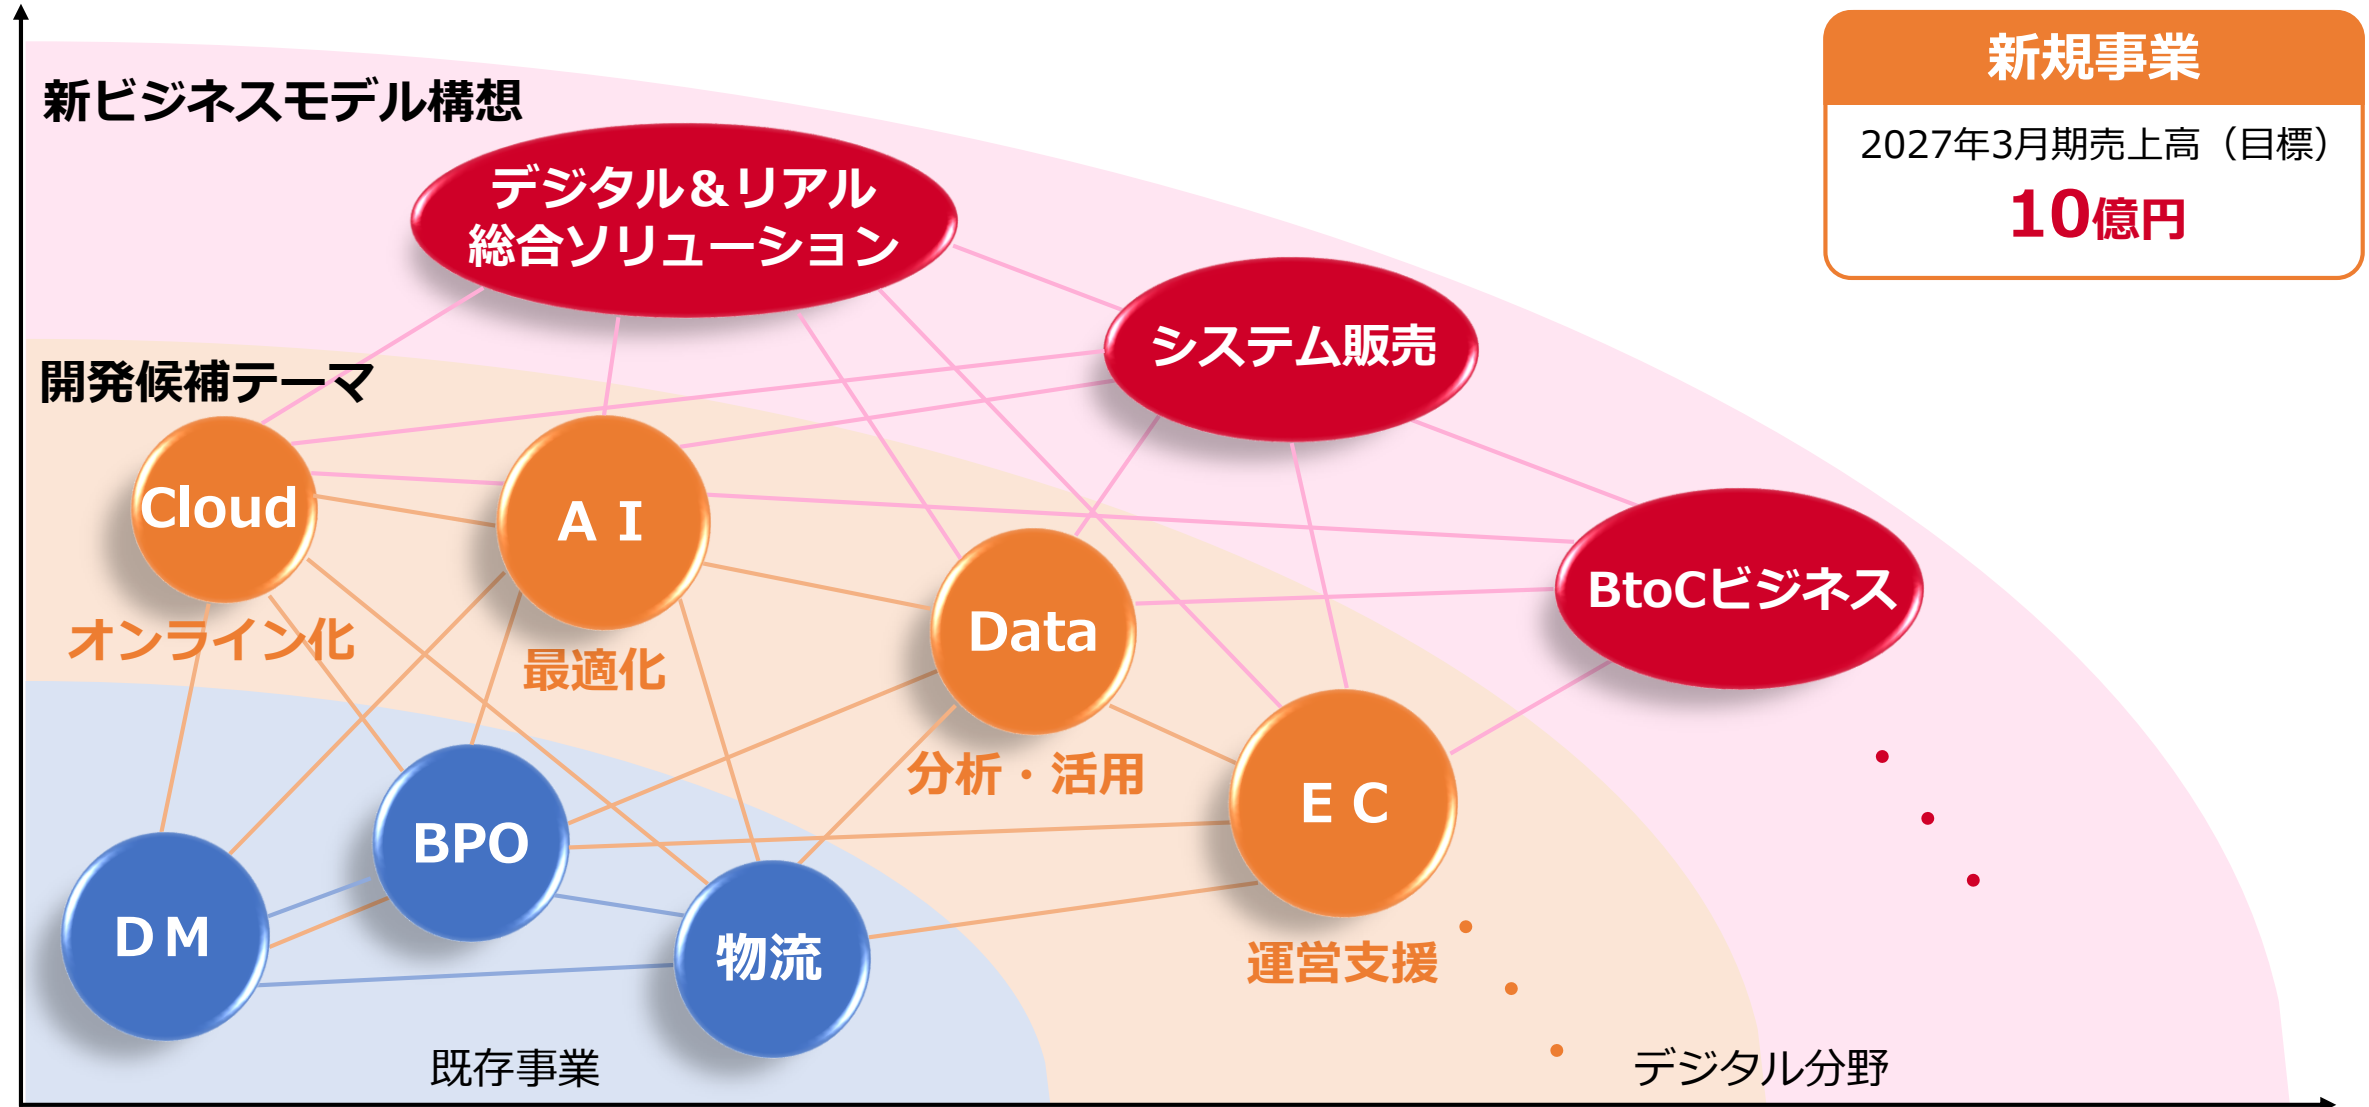 新ビジネスモデル構想
新規事業
2027年3月期売上高（目標）
10億円
デジタル＆リアル
総合ソリューション
システム販売
開発候補テーマ
Cloud
ＡＩ
BtoCビジネス
Data
オンライン化
最適化
分析・活用
ＥＣ
BPO
ＤＭ
物流
運営支援
既存事業
デジタル分野